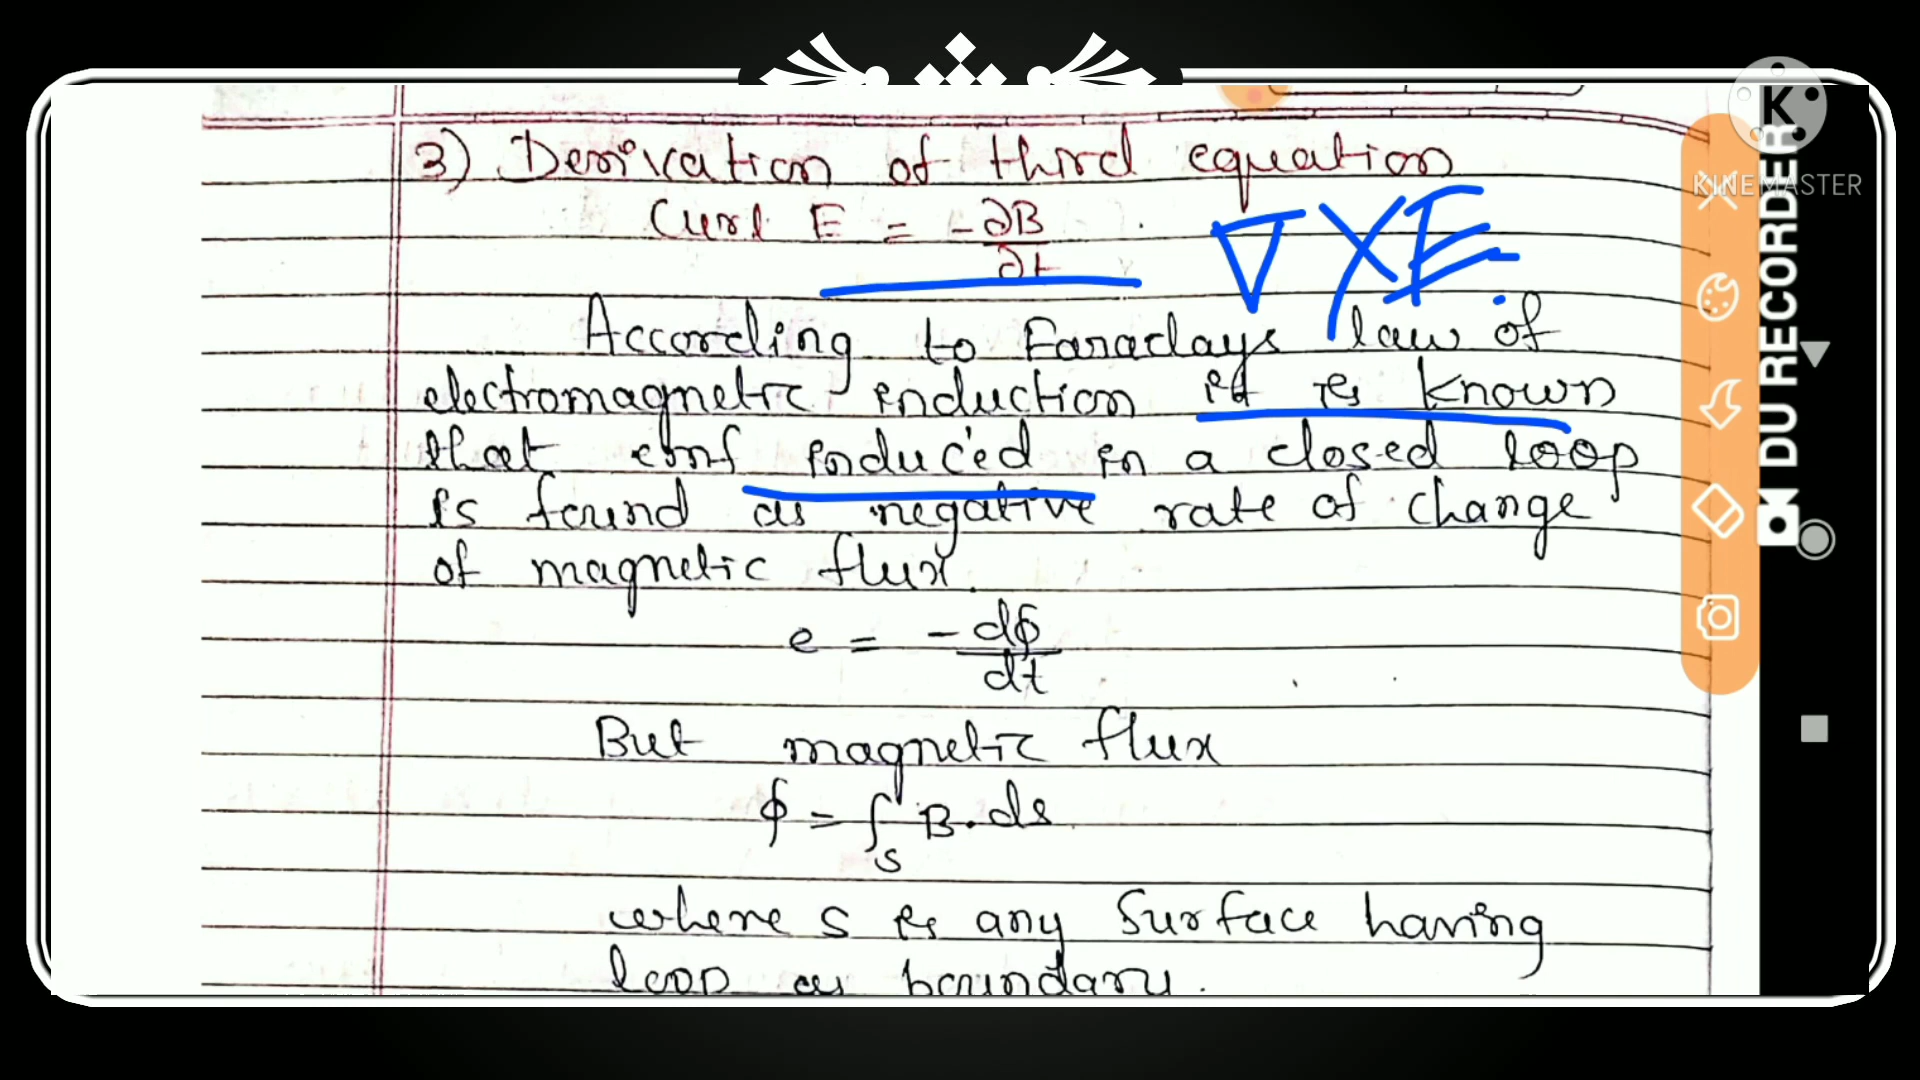 3) Derivation of third equation
Curl E = -∂B/∂t
∇ X E
According to Faradays law of
electromagnetic induction it is known
that emf induced in a closed loop
is found as negative rate of change
of magnetic flux.
e = - dϕ/dt
But magnetic flux
ϕ = ∫s B. ds
where s is any surface having
loop as boundary.
K
KINEMASTER
DU RECORDER